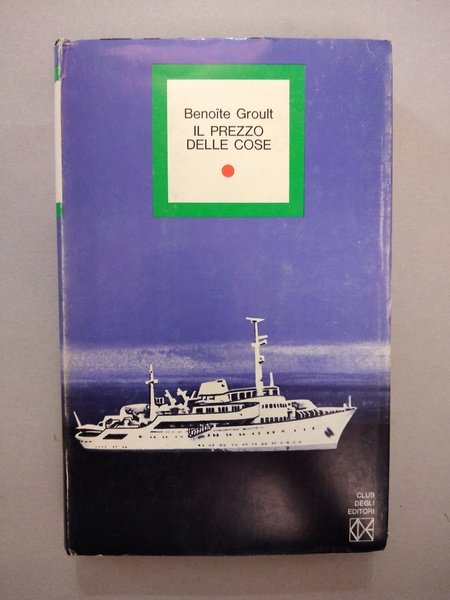 Benoîte Groult
IL PREZZO
DELLE COSE
CLUB
DEGLI
EDITORI